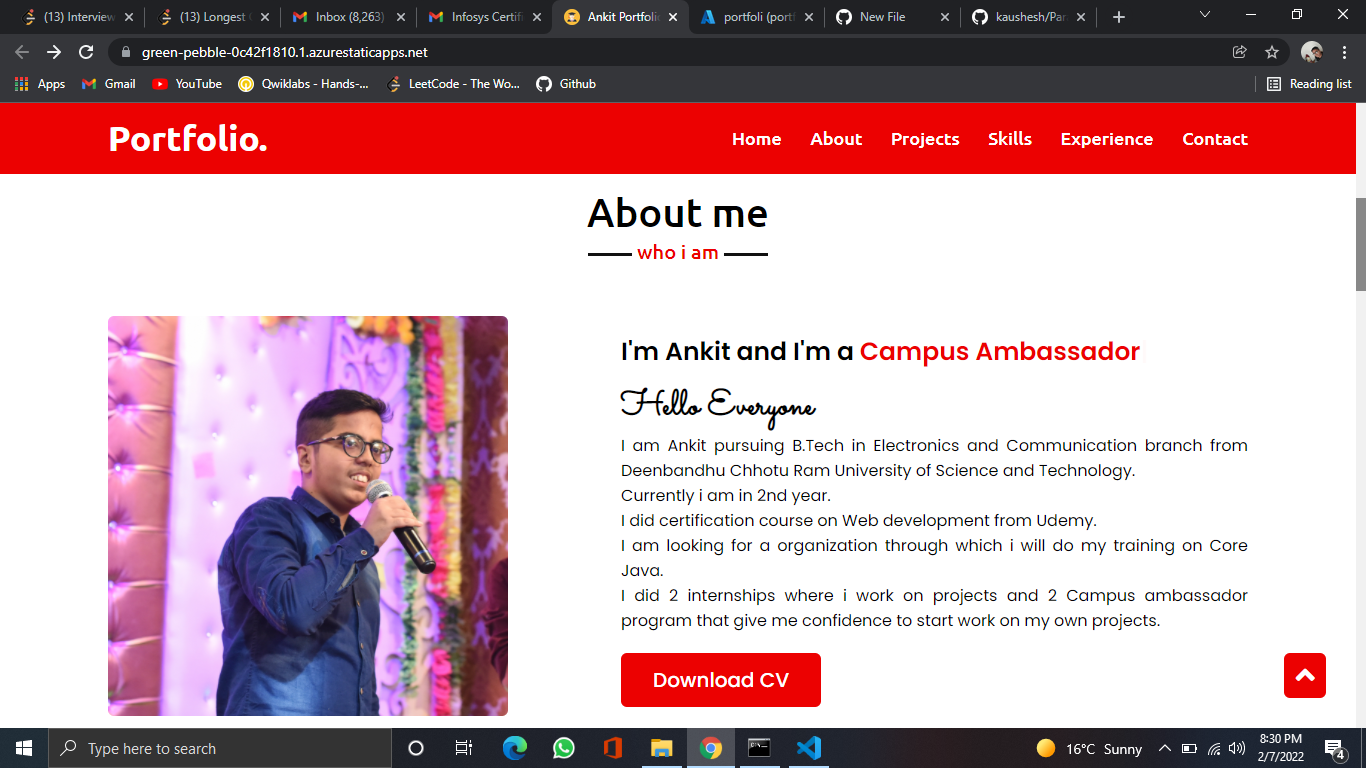 (13) Interview
(13) Longest
Inbox (8,263)
Infosys Certifi
Ankit Portfolio
portfoli (portf
New File
kaushesh/Par
green-pebble-0c42f1810.1.azurestaticapps.net
Apps
Gmail
YouTube
Qwiklabs - Hands-...
LeetCode - The Wo...
Github
Reading list
Portfolio.
Home
About
Projects
Skills
Experience
Contact
About me
who i am
I'm Ankit and I'm a Campus Ambassador
Hello Everyone
I am Ankit pursuing B.Tech in Electronics and Communication branch from
Deenbandhu Chhotu Ram University of Science and Technology.
Currently i am in 2nd year.
I did certification course on Web development from Udemy.
I am looking for a organization through which i will do my training on Core
Java.
I did 2 internships where i work on projects and 2 Campus ambassador
program that give me confidence to start work on my own projects.
Download CV
Type here to search
16°C Sunny
8:30 PM
2/7/2022
4